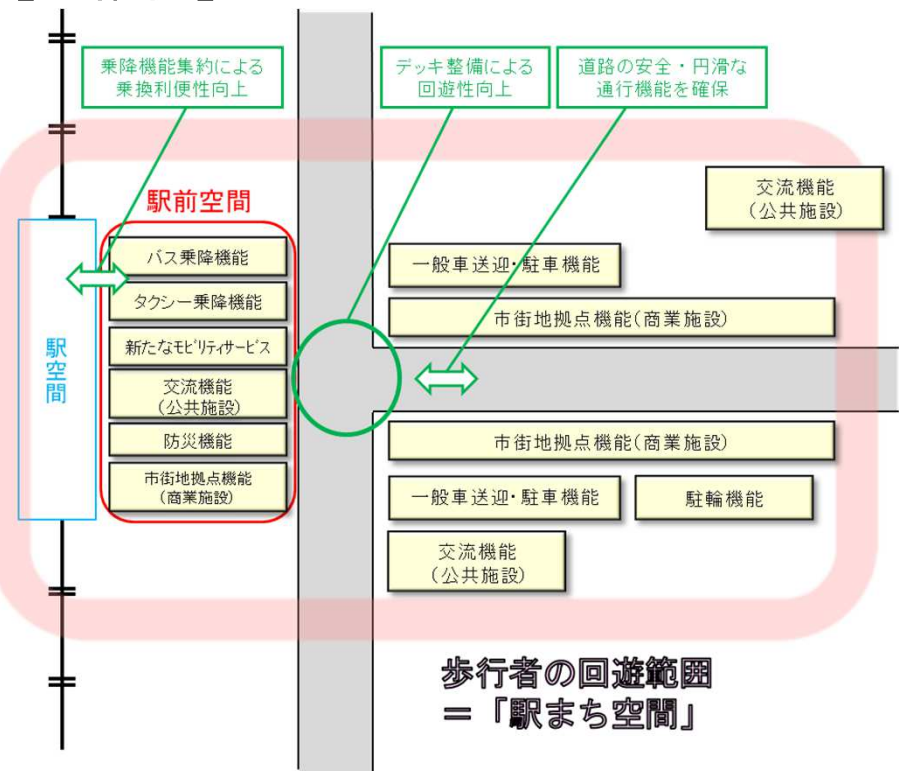 乗降機能集約による
乗換利便性向上
デッキ整備による
回遊性向上
道路の安全・円滑な
通行機能を確保
駅前空間
駅空間
バス乗降機能
タクシー乗降機能
新たなモビリティサービス
交流機能
(公共施設)
防災機能
市街地拠点機能
(商業施設)
交流機能
(公共施設)
一般車送迎・駐車機能
市街地拠点機能(商業施設)
市街地拠点機能(商業施設)
一般車送迎・駐車機能
駐輪機能
交流機能
(公共施設)
歩行者の回遊範囲
=「駅まち空間」